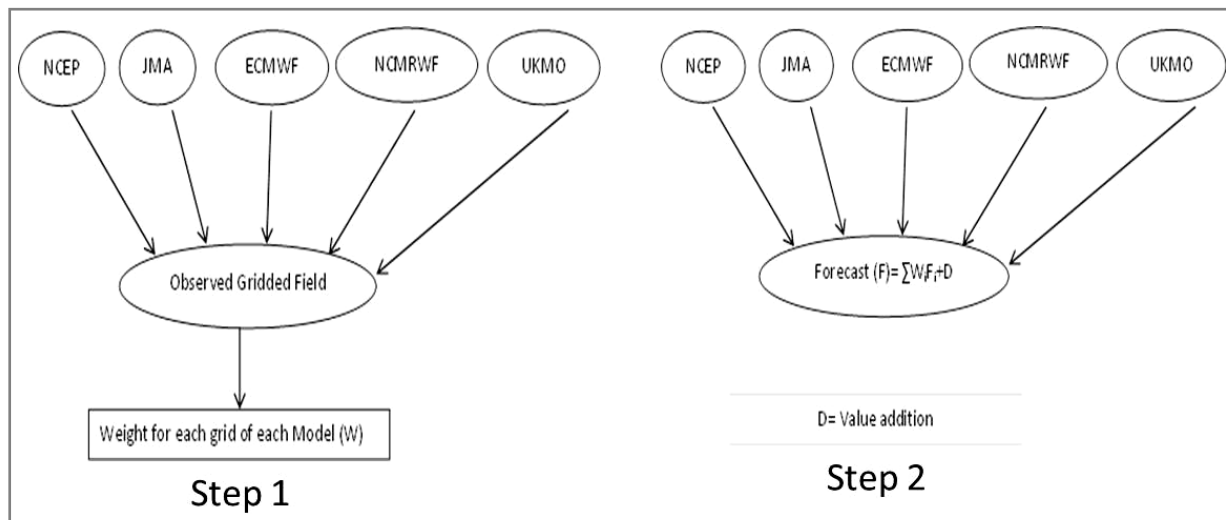 NCEP
JMA
ECMWF
NCMRWF
UKMO
Observed Gridded Field
Weight for each grid of each Model (W)
Step 1
NCEP
JMA
ECMWF
NCMRWF
UKMO
Forecast (F)= ∑WᵢFᵢ+D
D= Value addition
Step 2